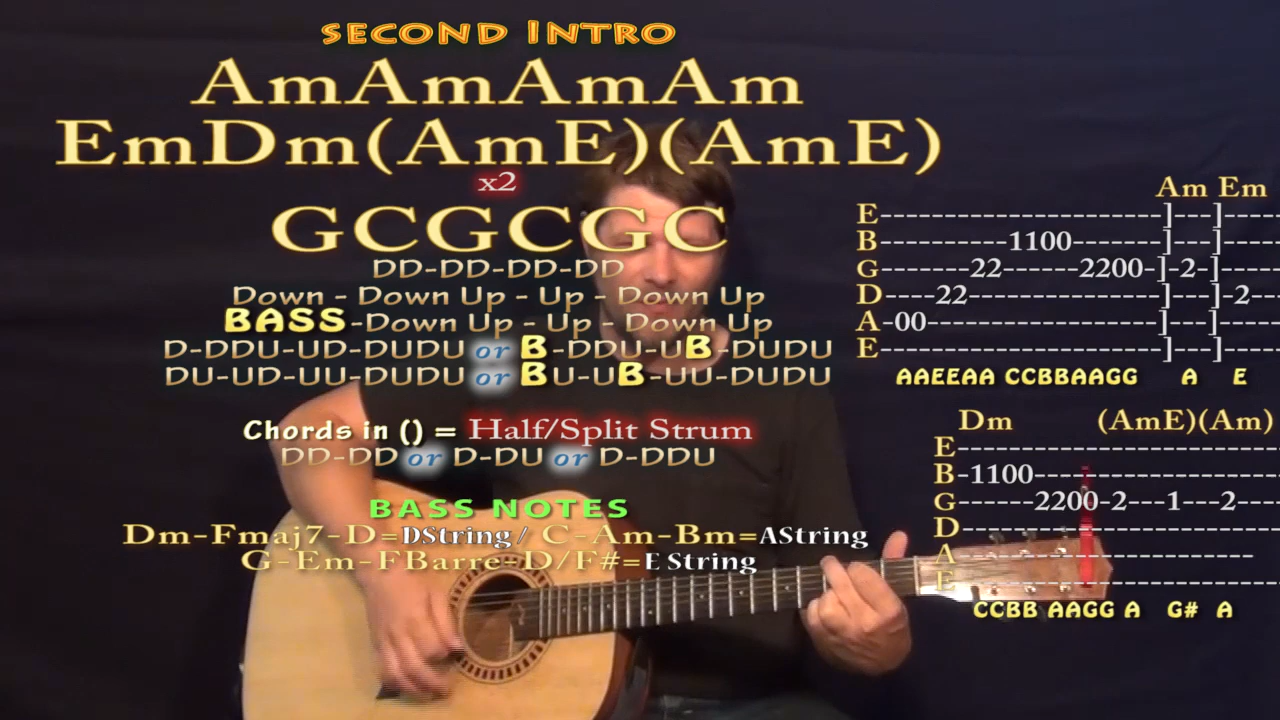 SECOND INTRO
AmAmAmAm
EmDm(AmE)(AmE)
x2
GCGCGC
DD-DD-DD-DD
Down - Down Up - Up - Down Up
BASS-Down Up - Up - Down Up
D-DDU-UD-DUDU or B-DDU-UB-DUDU
DU-UD-UU-DUDU or BU-UB-UU-DUDU
Chords in () = Half/Split Strum
DD-DD or D-DU or D-DDU
BASS NOTES
Dm-Fmaj7-D=DString/ C-Am-Bm=AString
G-Em-FBarre-D/F#=E String
Am Em
E----------------------]---]-----
B----------1100-------]---]-----
G-------22------2200-]-2-]-----
D----22----------------]---]-2--
A-00-------------------]---]-----
E----------------------]---]-----
AAEEAA CCBBAAGG A E
Dm (AmE)(Am)
E---------------------------
B-1100---------------------
G------2200-2---1---2----
D---------------------------
A---------------------------
E---------------------------
CCBB AAGG A G# A